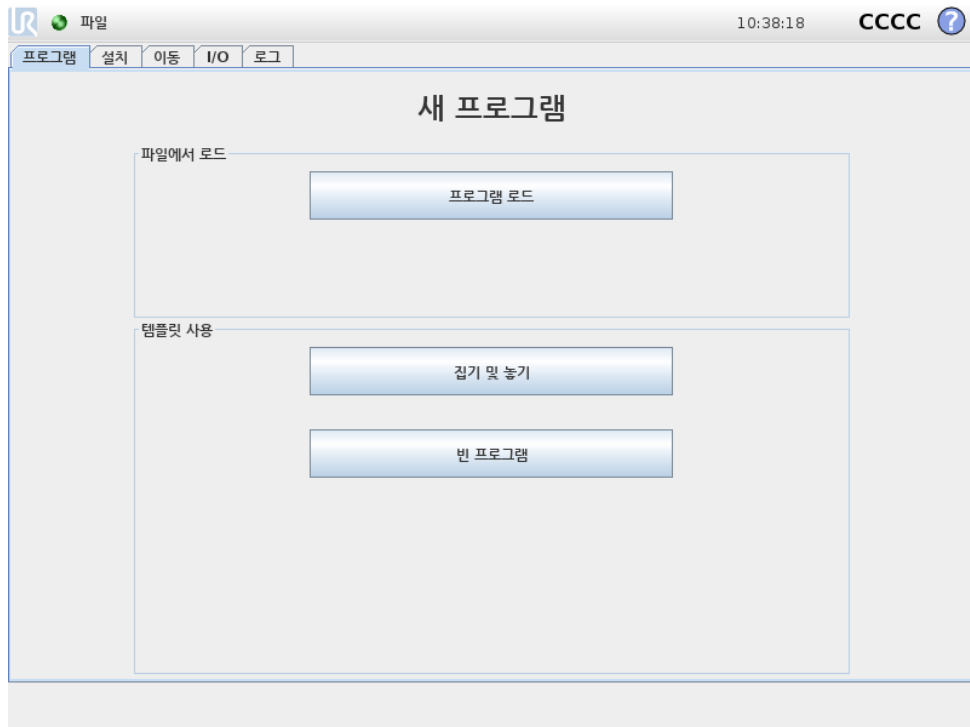 UR 파일 10:38:18 CCCC ?
프로그램 설치 이동 I/O 로그
새 프로그램
파일에서 로드
프로그램 로드
템플릿 사용
집기 및 놓기
빈 프로그램